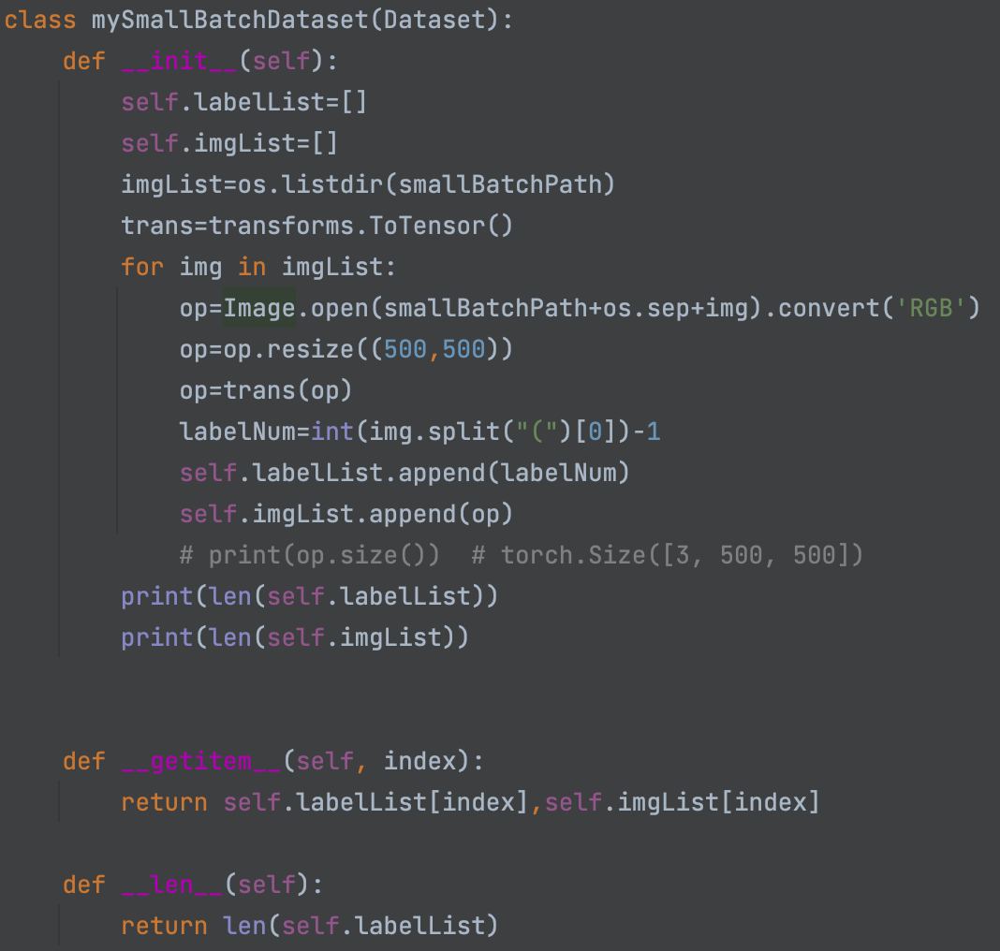 class mySmallBatchDataset(Dataset):
    def __init__(self):
        self.labelList=[]
        self.imgList=[]
        imgList=os.listdir(smallBatchPath)
        trans=transforms.ToTensor()
        for img in imgList:
            op=Image.open(smallBatchPath+os.sep+img).convert('RGB')
            op=op.resize((500,500))
            op=trans(op)
            labelNum=int(img.split("(")[0])-1
            self.labelList.append(labelNum)
            self.imgList.append(op)
            # print(op.size())  # torch.Size([3, 500, 500])
        print(len(self.labelList))
        print(len(self.imgList))
    def __getitem__(self, index):
        return self.labelList[index],self.imgList[index]
    def __len__(self):
        return len(self.labelList)